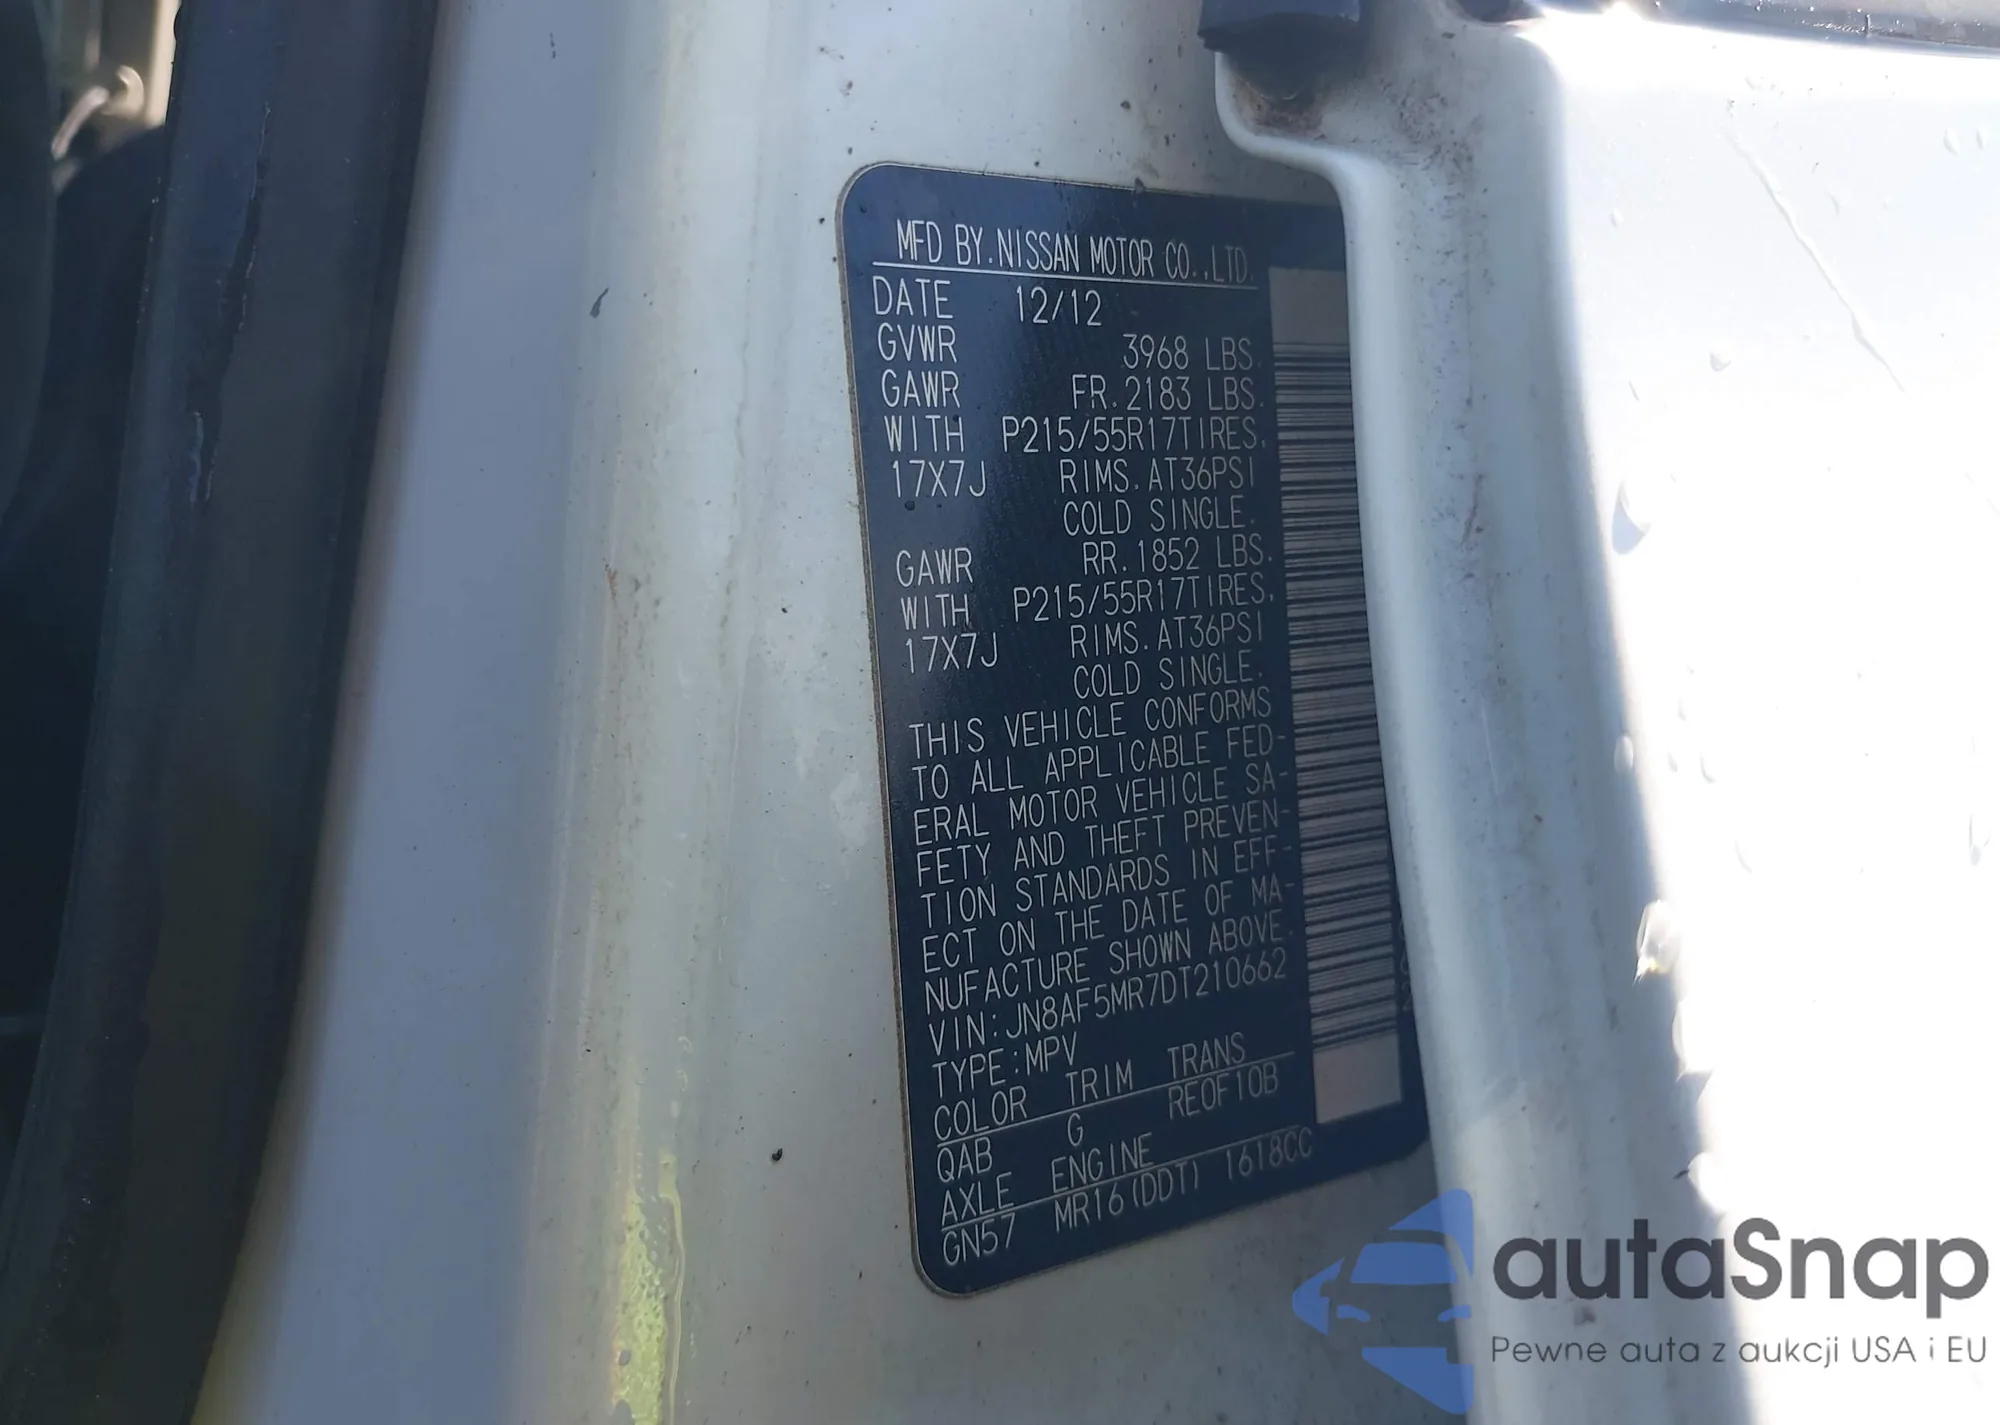 MFD BY.NISSAN MOTOR CO.,LTD.
DATE 12/12
GVWR 3968 LBS.
GAWR FR.2183 LBS.
WITH P215/55R17TIRES.
17X7J RIMS.AT36PSI
COLD SINGLE.
GAWR RR.1852 LBS.
WITH P215/55R17TIRES.
17X7J RIMS.AT36PSI
COLD SINGLE.
THIS VEHICLE CONFORMS
TO ALL APPLICABLE FED-
ERAL MOTOR VEHICLE SA-
FETY AND THEFT PREVEN-
TION STANDARDS IN EFF-
ECT ON THE DATE OF MA-
NUFACTURE SHOWN ABOVE.
VIN:JN8AF5MR7DT210662
TYPE:MPV
COLOR TRIM TRANS
QAB G RE0F10B
AXLE ENGINE
GN57 MR16(DDT) 1618CC
autaSnap
Pewne auta z aukcji USA i EU